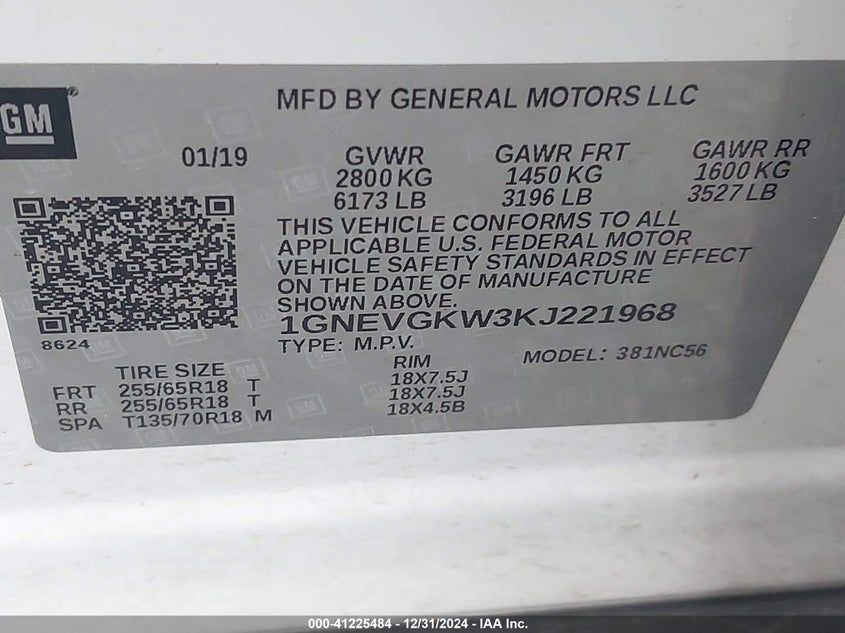 GM
MFD BY GENERAL MOTORS LLC
01/19
GVWR
2800 KG
6173 LB
GAWR FRT
1450 KG
3196 LB
GAWR RR
1600 KG
3527 LB
THIS VEHICLE CONFORMS TO ALL
APPLICABLE U.S. FEDERAL MOTOR
VEHICLE SAFETY STANDARDS IN EFFECT
ON THE DATE OF MANUFACTURE
SHOWN ABOVE.
1GNEVGKW3KJ221968
8624
TYPE: M.P.V.
MODEL: 381NC56
TIRE SIZE RIM
FRT 255/65R18 T 18X7.5J
RR 255/65R18 T 18X7.5J
SPA T135/70R18 M 18X4.5B
000-41225484 - 12/31/2024 - IAA Inc.